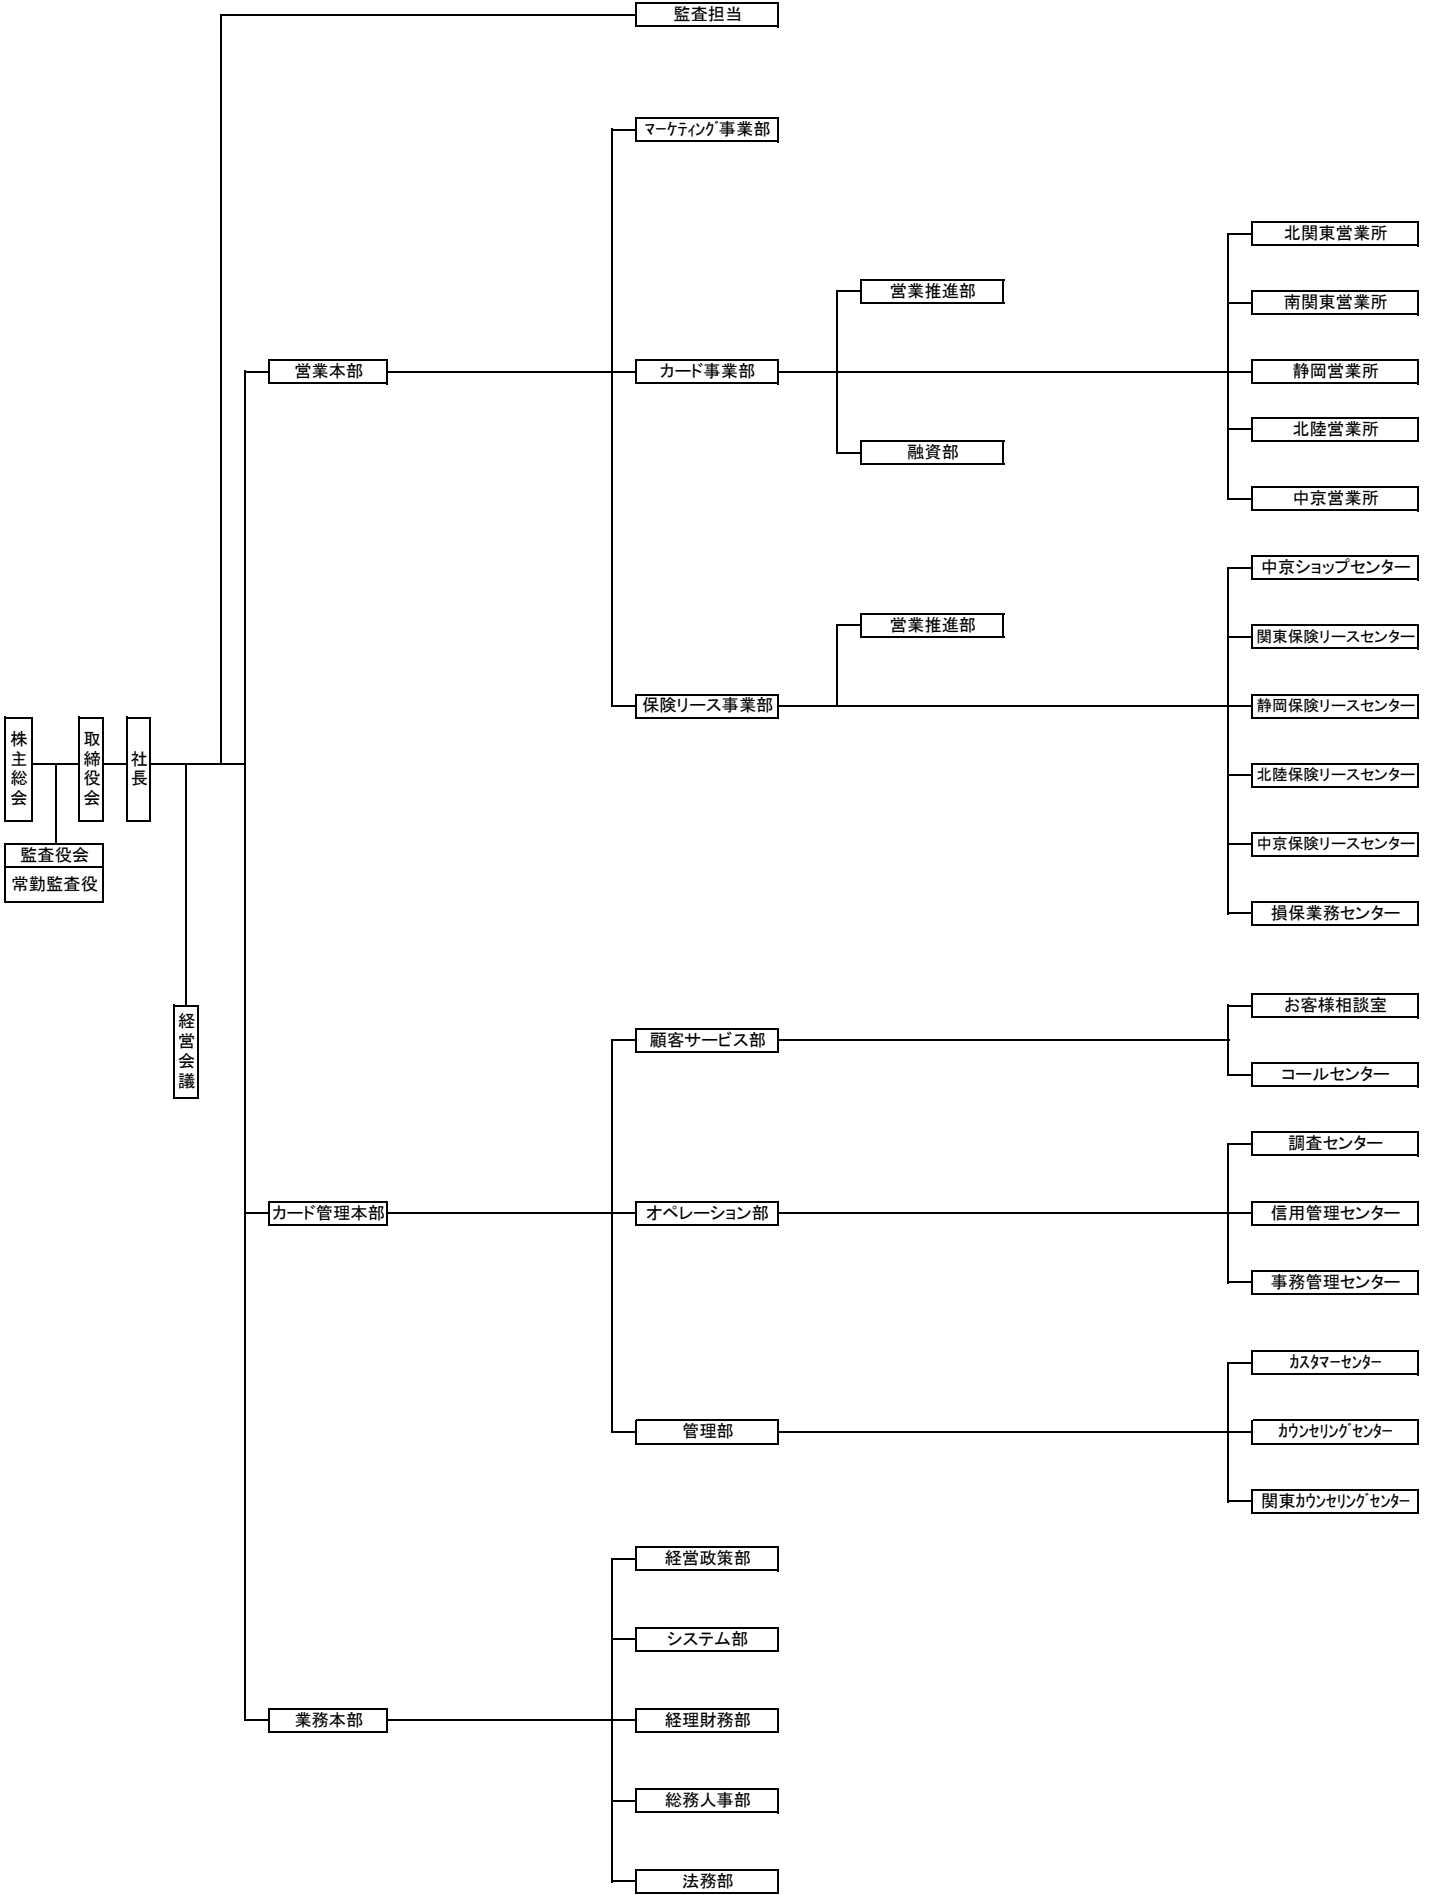 監査担当
マーケティング事業部
北関東営業所
営業推進部
南関東営業所
営業本部
カード事業部
静岡営業所
北陸営業所
融資部
中京営業所
中京ショップセンター
営業推進部
関東保険リースセンター
保険リース事業部
静岡保険リースセンター
株主総会
取締役会
社長
北陸保険リースセンター
監査役会
常勤監査役
中京保険リースセンター
損保業務センター
経営会議
お客様相談室
顧客サービス部
コールセンター
調査センター
カード管理本部
オペレーション部
信用管理センター
事務管理センター
ｶｽﾀﾏｰｾﾝﾀｰ
管理部
ｶｳﾝｾﾘﾝｸﾞｾﾝﾀｰ
関東ｶｳﾝｾﾘﾝｸﾞｾﾝﾀｰ
経営政策部
システム部
業務本部
経理財務部
総務人事部
法務部